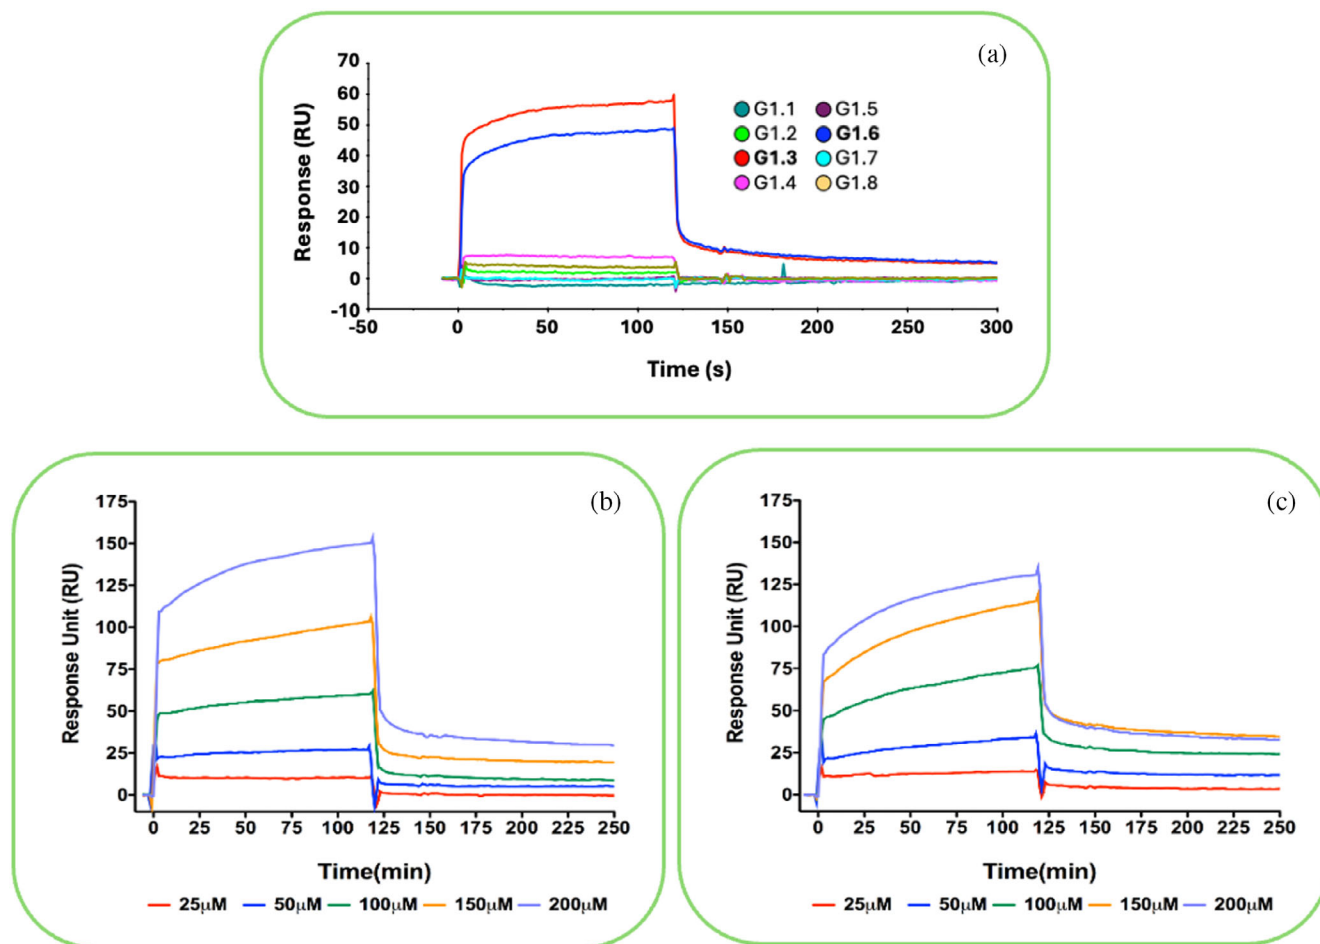 (a)
70
60
50
40
30
20
10
0
-10
Response (RU)
-50 0 50 100 150 200 250 300
Time (s)
G1.1 G1.5
G1.2 G1.6
G1.3 G1.7
G1.4 G1.8
(b)
175
150
125
100
75
50
25
0
Response Unit (RU)
0 25 50 75 100 125 150 175 200 225 250
Time(min)
25μM 50μM 100μM 150μM 200μM
(c)
175
150
125
100
75
50
25
0
Response Unit (RU)
0 25 50 75 100 125 150 175 200 225 250
Time(min)
25μM 50μM 100μM 150μM 200μM